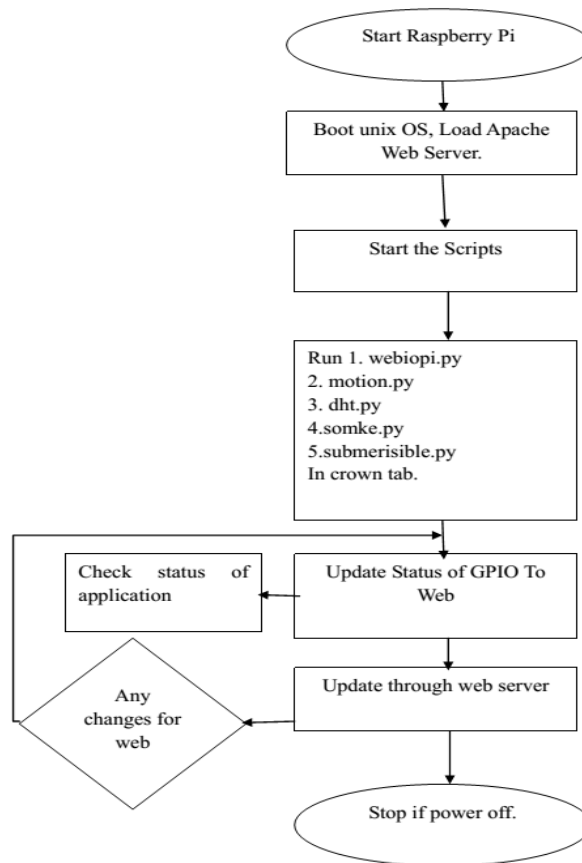 Start Raspberry Pi
Boot unix OS, Load Apache
Web Server.
Start the Scripts
Run 1. webiopi.py
2. motion.py
3. dht.py
4.somke.py
5.submerisible.py
In crown tab.
Check status of
application
Update Status of GPIO To
Web
Update through web server
Any
changes for
web
Stop if power off.